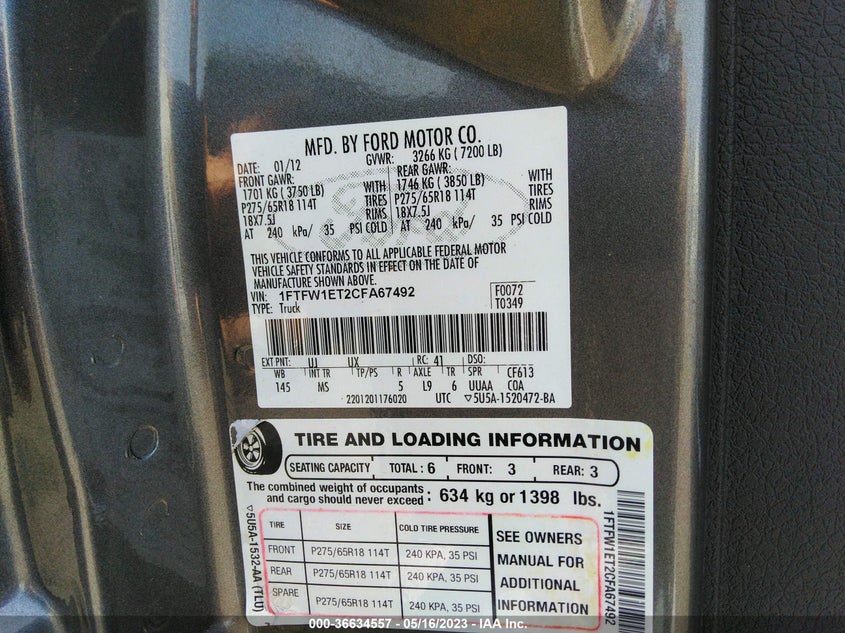 MFD. BY FORD MOTOR CO.
DATE: 01/12 GVWR: 3266 KG ( 7200 LB)
FRONT GAWR: REAR GAWR:
1701 KG ( 3750 LB) WITH 1746 KG ( 3850 LB) WITH
P275/65R18 114T TIRES P275/65R18 114T TIRES
18X7.5J RIMS 18X7.5J RIMS
AT 240 kPa/ 35 PSI COLD AT 240 kPa/ 35 PSI COLD
Ford
THIS VEHICLE CONFORMS TO ALL APPLICABLE FEDERAL MOTOR
VEHICLE SAFETY STANDARDS IN EFFECT ON THE DATE OF
MANUFACTURE SHOWN ABOVE.
VIN: 1FTFW1ET2CFA67492 F0072
TYPE: Truck T0349
EXT PNT: UJ UX RC: 41 DSO:
WB INT TR TP/PS R AXLE TR SPR CF613
145 MS 5 L9 6 UUAA COA
2201201176020 UTC ▽5U5A-1520472-BA
TIRE AND LOADING INFORMATION
SEATING CAPACITY TOTAL : 6 FRONT: 3 REAR: 3
The combined weight of occupants
and cargo should never exceed : 634 kg or 1398 lbs.
TIRE SIZE COLD TIRE PRESSURE
FRONT P275/65R18 114T 240 KPA, 35 PSI
REAR P275/65R18 114T 240 KPA, 35 PSI
SPARE P275/65R18 114T 240 KPA, 35 PSI
SEE OWNERS
MANUAL FOR
ADDITIONAL
INFORMATION
▽5U5A-1532-AA (TLU)
1FTFW1ET2CFA67492
000-36634557 - 05/16/2023 - IAA Inc.